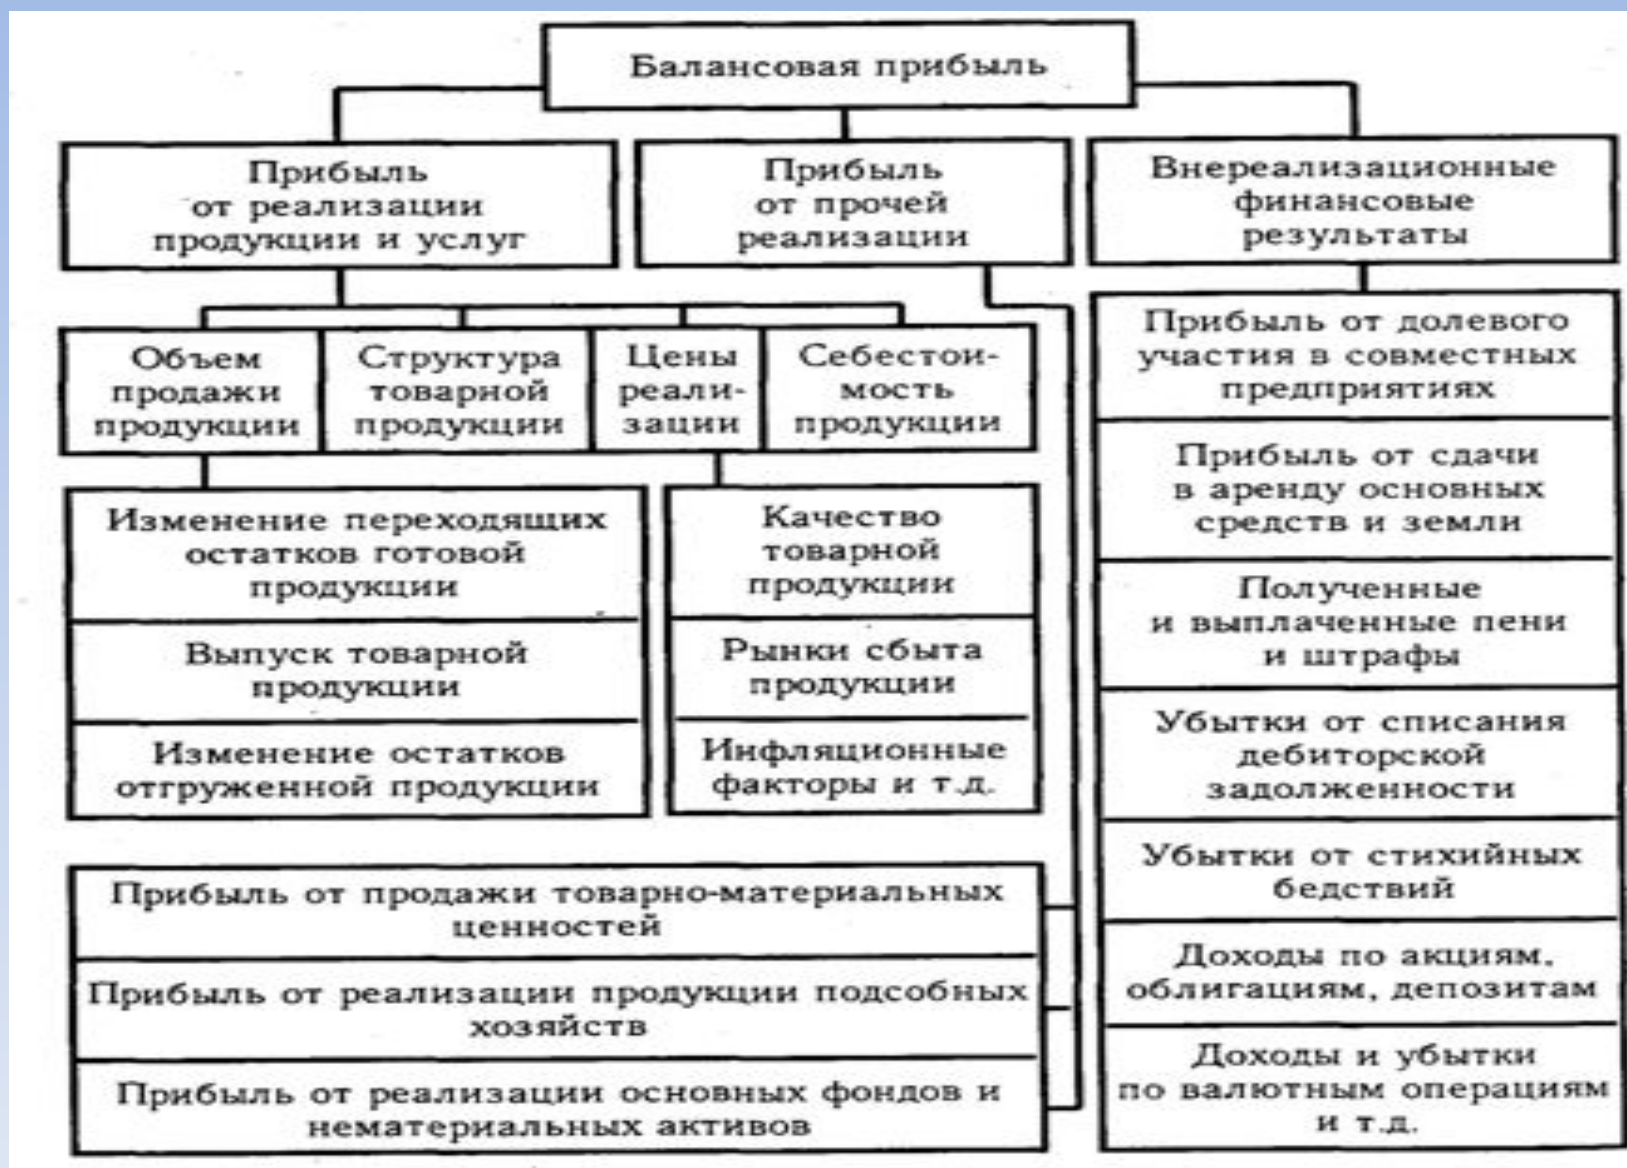 Балансовая прибыль
Прибыль
от реализации
продукции и услуг
Прибыль
от прочей
реализации
Внереализационные
финансовые
результаты
Объем
продажи
продукции
Структура
товарной
продукции
Цены
реали-
зации
Себестои-
мость
продукции
Изменение переходящих
остатков готовой
продукции
Выпуск товарной
продукции
Изменение остатков
отгруженной продукции
Качество
товарной
продукции
Рынки сбыта
продукции
Инфляционные
факторы и т.д.
Прибыль от продажи товарно-материальных
ценностей
Прибыль от реализации продукции подсобных
хозяйств
Прибыль от реализации основных фондов и
нематериальных активов
Прибыль от долевого
участия в совместных
предприятиях
Прибыль от сдачи
в аренду основных
средств и земли
Полученные
и выплаченные пени
и штрафы
Убытки от списания
дебиторской
задолженности
Убытки от стихийных
бедствий
Доходы по акциям,
облигациям, депозитам
Доходы и убытки
по валютным операциям
и т.д.